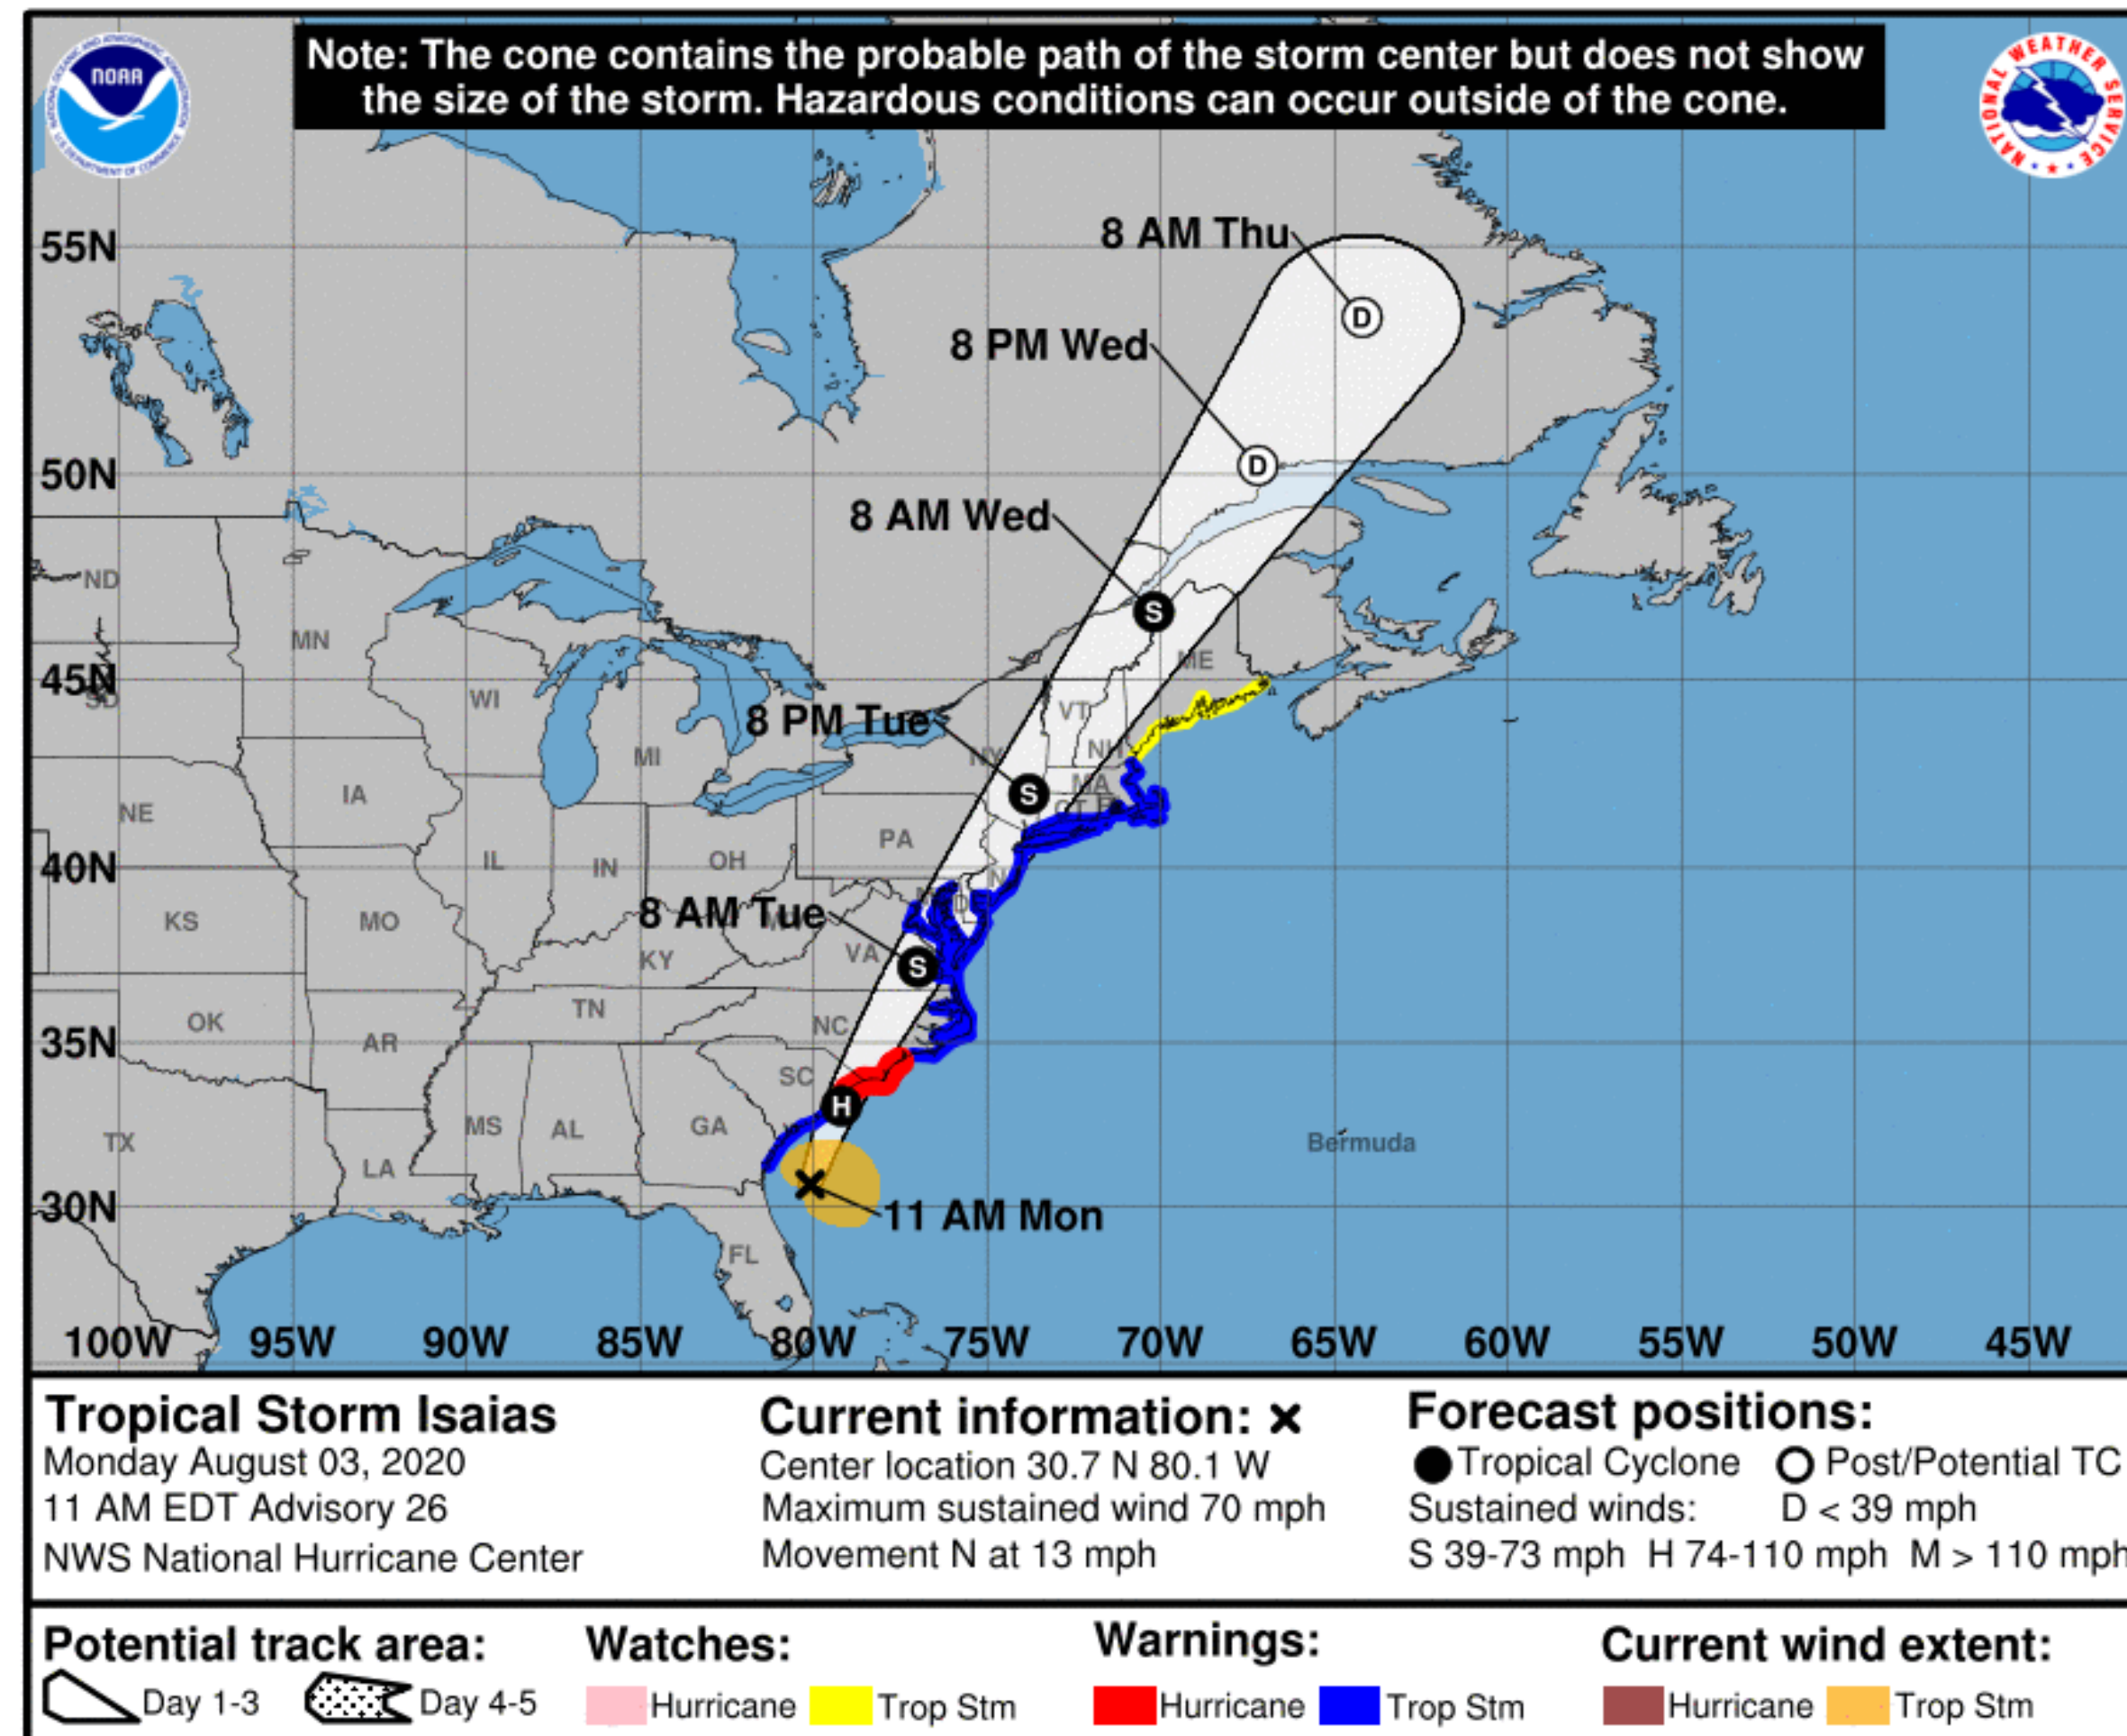 Note: The cone contains the probable path of the storm center but does not show
the size of the storm. Hazardous conditions can occur outside of the cone.
NOAA
NATIONAL WEATHER SERVICE
55N
8 AM Thu
D
8 PM Wed
50N
D
8 AM Wed
ND
S
MN
ME
45N
SD
WI
VT
8 PM Tue
NH
NY
MI
MA
IA
S
CT
NE
PA
IL
IN
OH
40N
KS
MO
8 AM Tue
VA
KY
S
TN
OK
NC
35N
AR
SC
H
TX
MS
AL
GA
Bermuda
LA
30N
11 AM Mon
FL
100W 95W 90W 85W 80W 75W 70W 65W 60W 55W 50W 45W
Tropical Storm Isaias
Monday August 03, 2020
11 AM EDT Advisory 26
NWS National Hurricane Center
Current information: x
Center location 30.7 N 80.1 W
Maximum sustained wind 70 mph
Movement N at 13 mph
Forecast positions:
Tropical Cyclone Post/Potential TC
Sustained winds: D < 39 mph
S 39-73 mph H 74-110 mph M > 110 mph
Potential track area:
Day 1-3 Day 4-5
Watches:
Hurricane Trop Stm
Warnings:
Hurricane Trop Stm
Current wind extent:
Hurricane Trop Stm